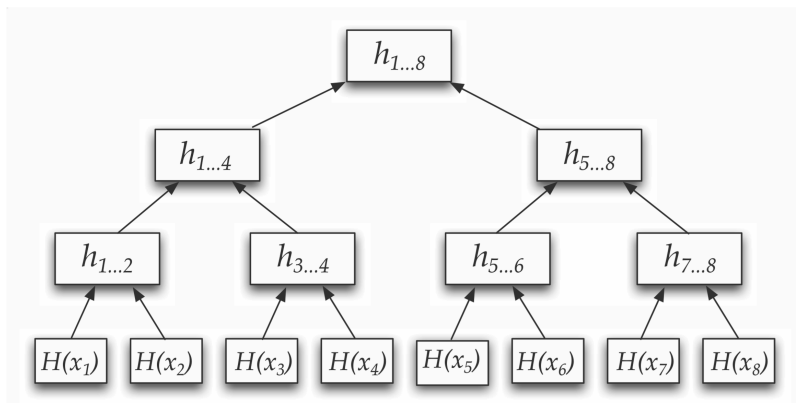 h1...8
h1...4 h5...8
h1...2 h3...4 h5...6 h7...8
H(x1) H(x2) H(x3) H(x4) H(x5) H(x6) H(x7) H(x8)